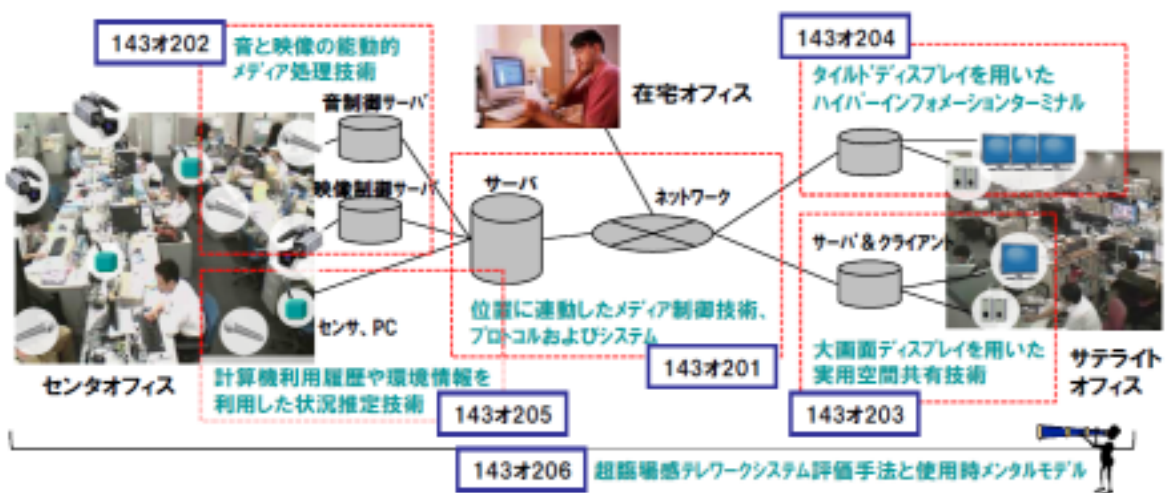 143オ202
音と映像の能動的
メディア処理技術
音制御サーバ
映像制御サーバ
センサ、PC
センタオフィス
計算機利用履歴や環境情報を
利用した状況推定技術
143オ205
在宅オフィス
サーバ
ネットワーク
位置に連動したメディア制御技術、
プロトコルおよびシステム
143オ201
143オ204
タイルドディスプレイを用いた
ハイパーインフォメーションターミナル
サーバ&クライアント
大画面ディスプレイを用いた
実用空間共有技術
143オ203
サテライト
オフィス
143オ206
超臨場感テレワークシステム評価手法と使用時メンタルモデル